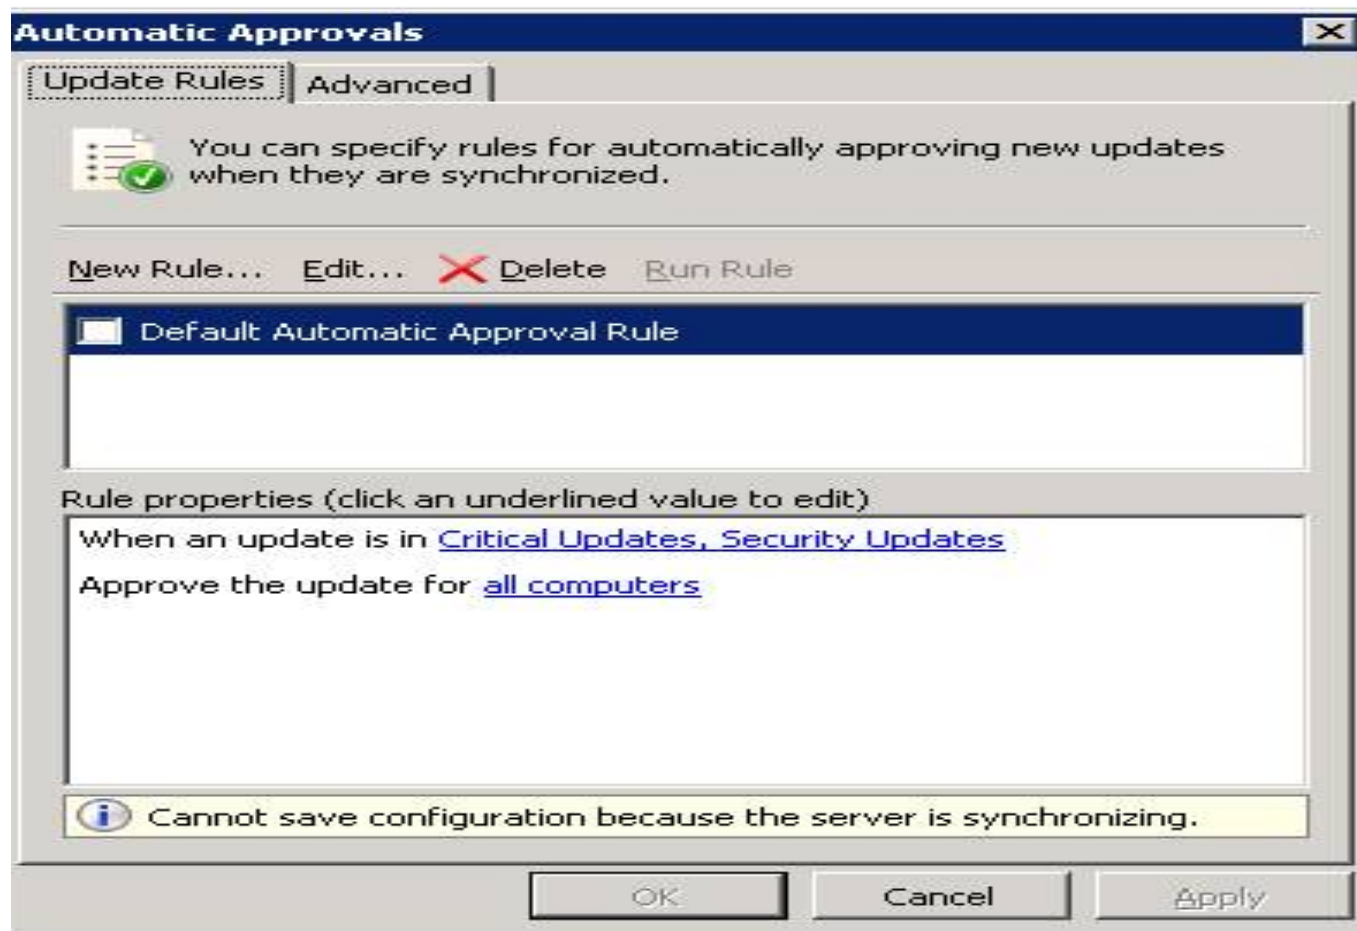 Automatic Approvals
Update Rules Advanced
You can specify rules for automatically approving new updates
when they are synchronized.
New Rule... Edit... Delete Run Rule
Default Automatic Approval Rule
Rule properties (click an underlined value to edit)
When an update is in Critical Updates, Security Updates
Approve the update for all computers
Cannot save configuration because the server is synchronizing.
OK Cancel Apply